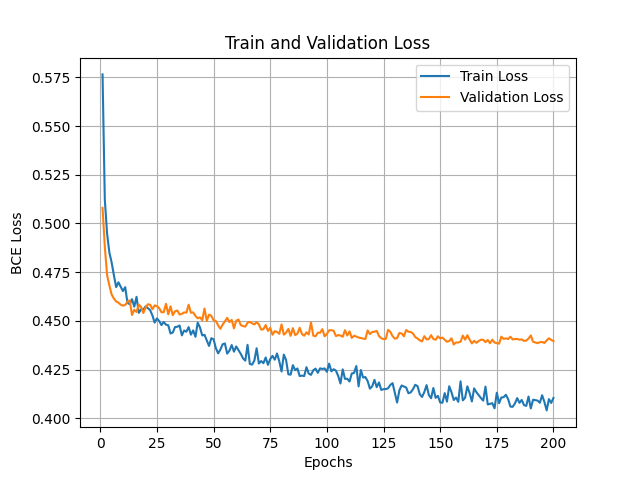 Train and Validation Loss
Train Loss
Validation Loss
BCE Loss
0.575
0.550
0.525
0.500
0.475
0.450
0.425
0.400
0 25 50 75 100 125 150 175 200
Epochs